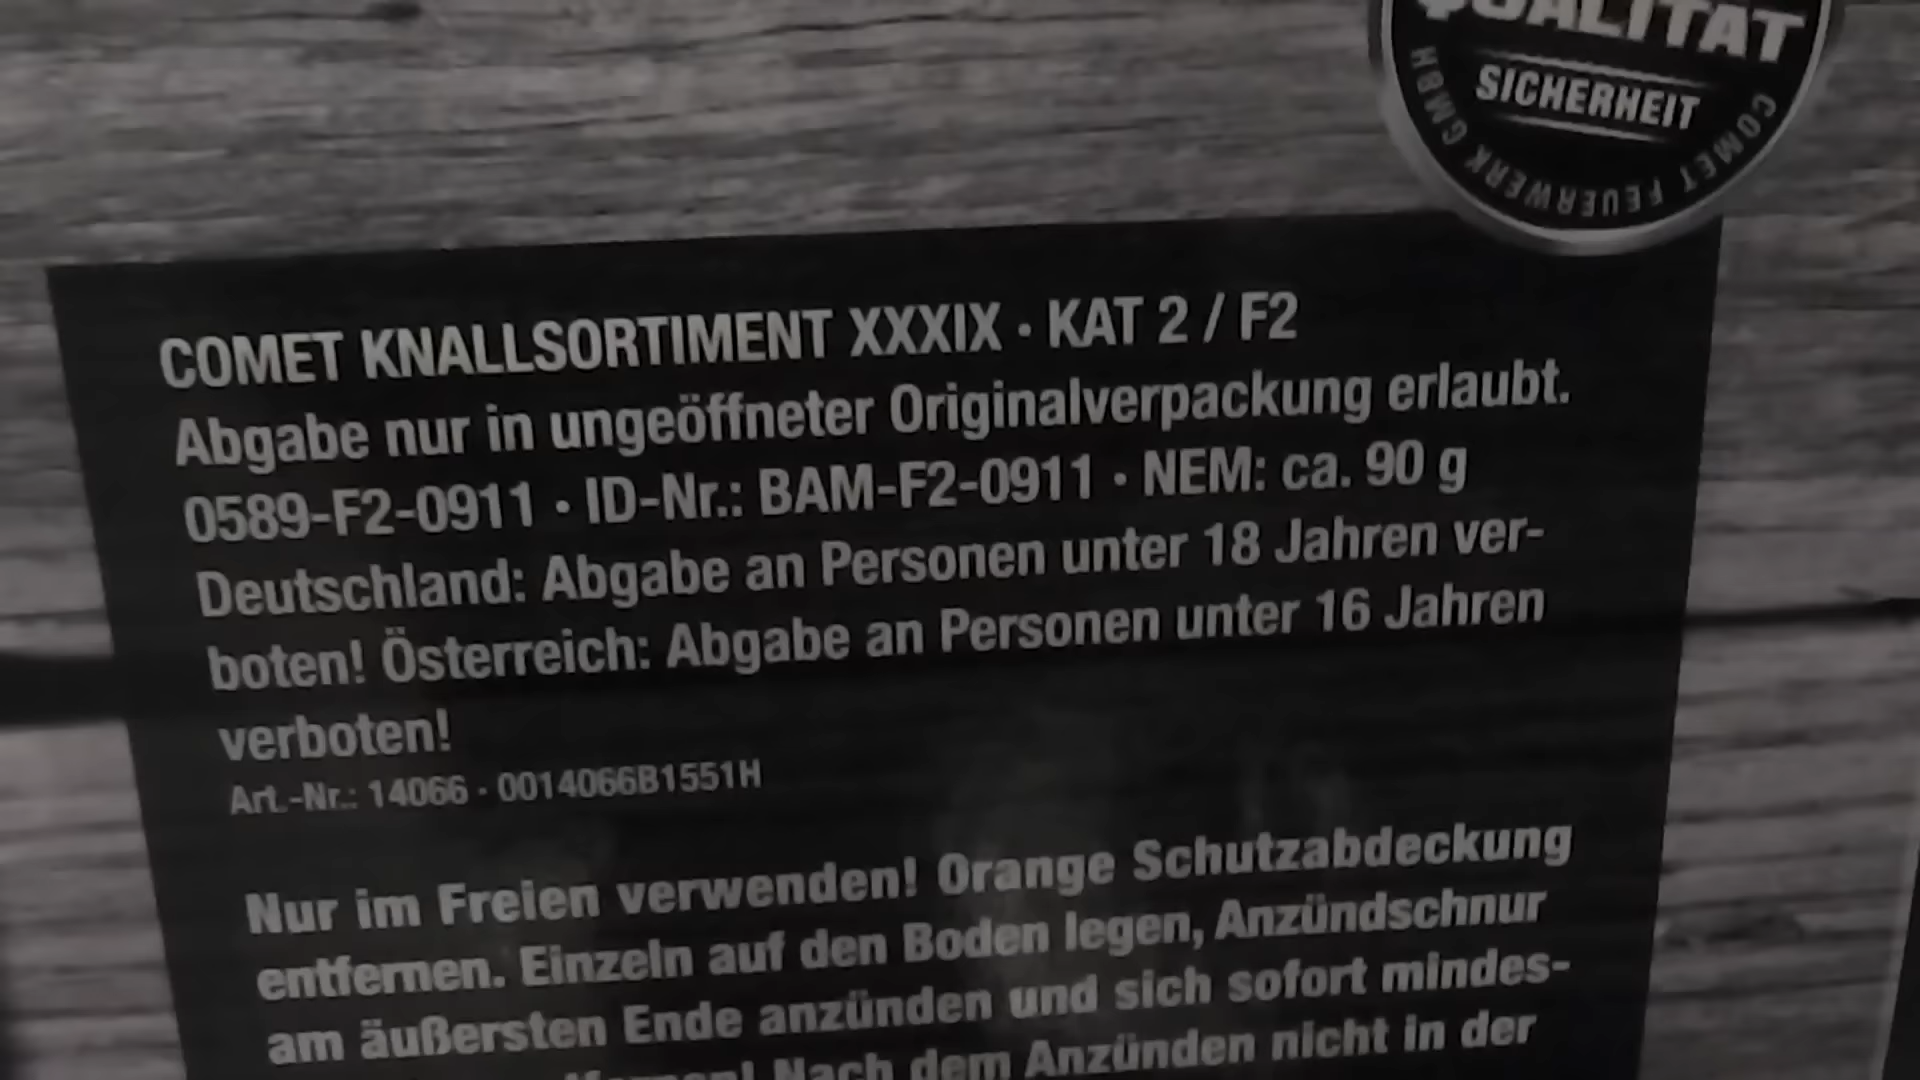 QUALITÄT
SICHERHEIT
COMET FEUERWERK GMBH
COMET KNALLSORTIMENT XXXIX · KAT 2 / F2
Abgabe nur in ungeöffneter Originalverpackung erlaubt.
0589-F2-0911 · ID-Nr.: BAM-F2-0911 · NEM: ca. 90 g
Deutschland: Abgabe an Personen unter 18 Jahren ver-
boten! Österreich: Abgabe an Personen unter 16 Jahren
verboten!
Art.-Nr.: 14066 · 0014066B1551H
Nur im Freien verwenden! Orange Schutzabdeckung
entfernen. Einzeln auf den Boden legen, Anzündschnur
am äußersten Ende anzünden und sich sofort mindes-
Nach dem Anzünden nicht in der